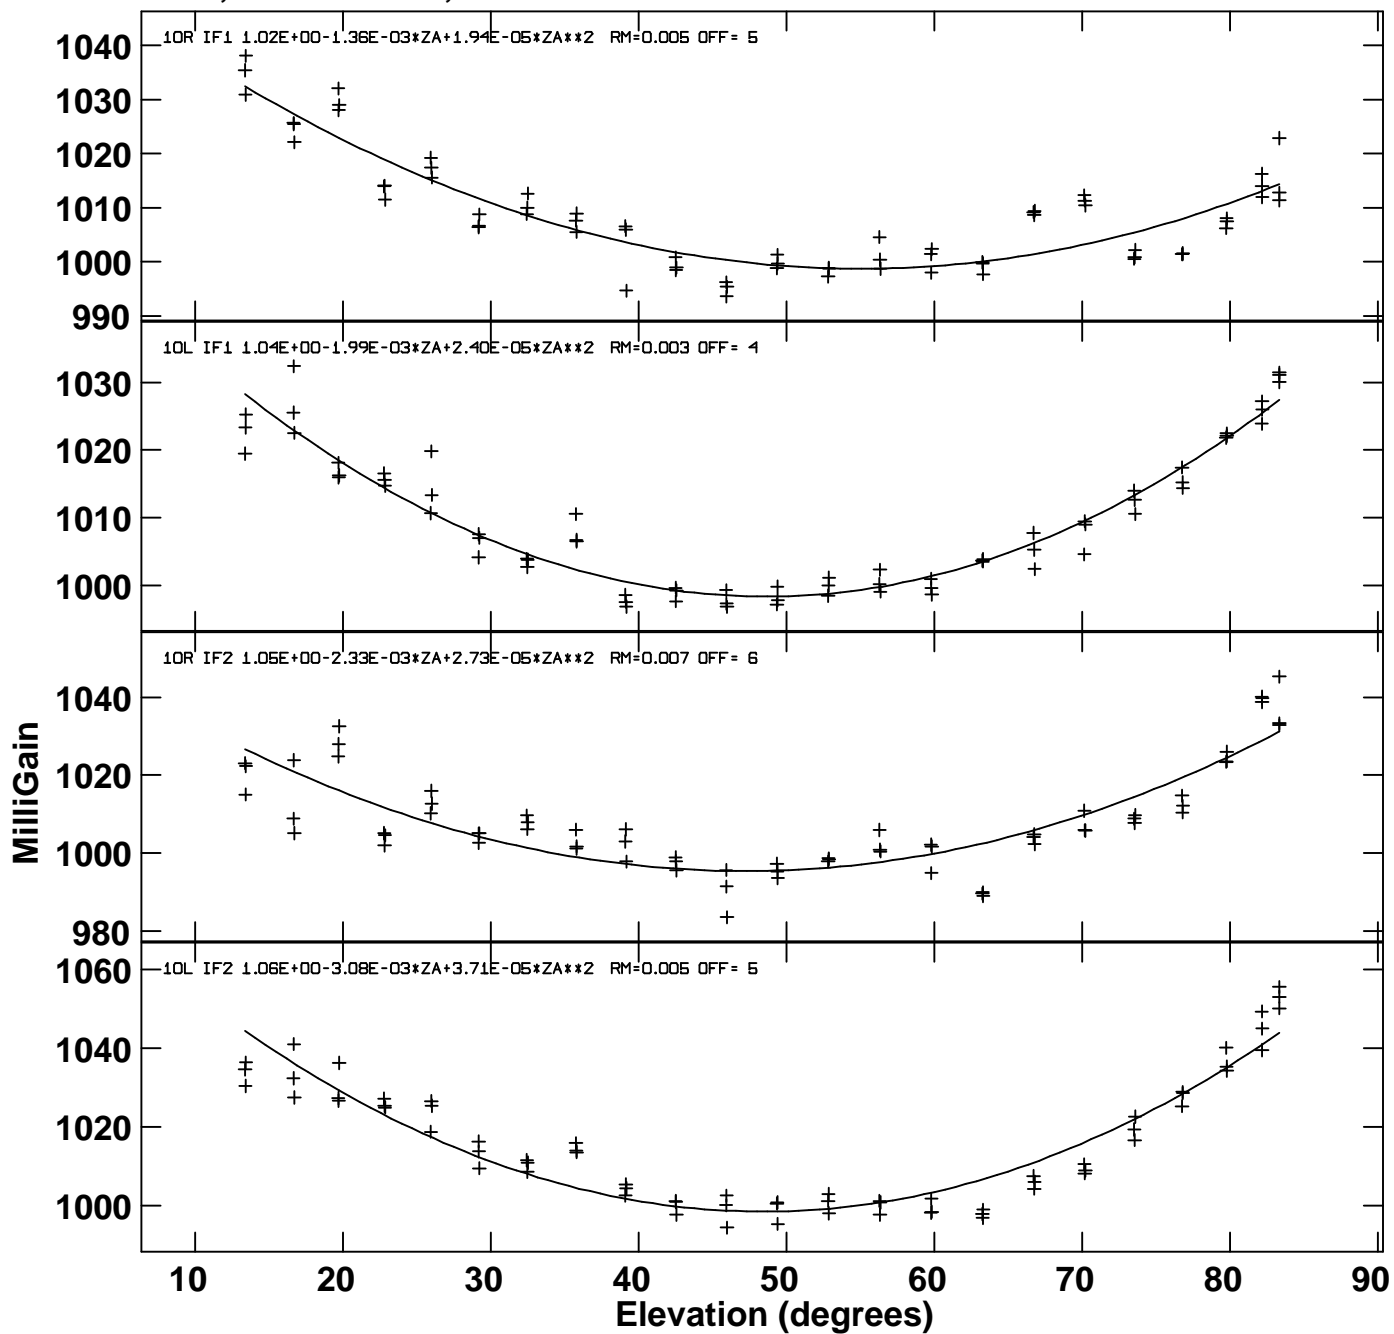 10R IF1 1.02E+00-1.36E-03*ZA+1.94E-05*ZA**2 RM=0.005 OFF= 5
1040
1030
1020
1010
1000
990
10L IF1 1.04E+00-1.99E-03*ZA+2.40E-05*ZA**2 RM=0.003 OFF= 4
1030
1020
1010
1000
10R IF2 1.05E+00-2.33E-03*ZA+2.73E-05*ZA**2 RM=0.007 OFF= 6
1040
1020
1000
980
MilliGain
10L IF2 1.06E+00-3.08E-03*ZA+3.71E-05*ZA**2 RM=0.005 OFF= 5
1060
1040
1020
1000
10 20 30 40 50 60 70 80 90
Elevation (degrees)